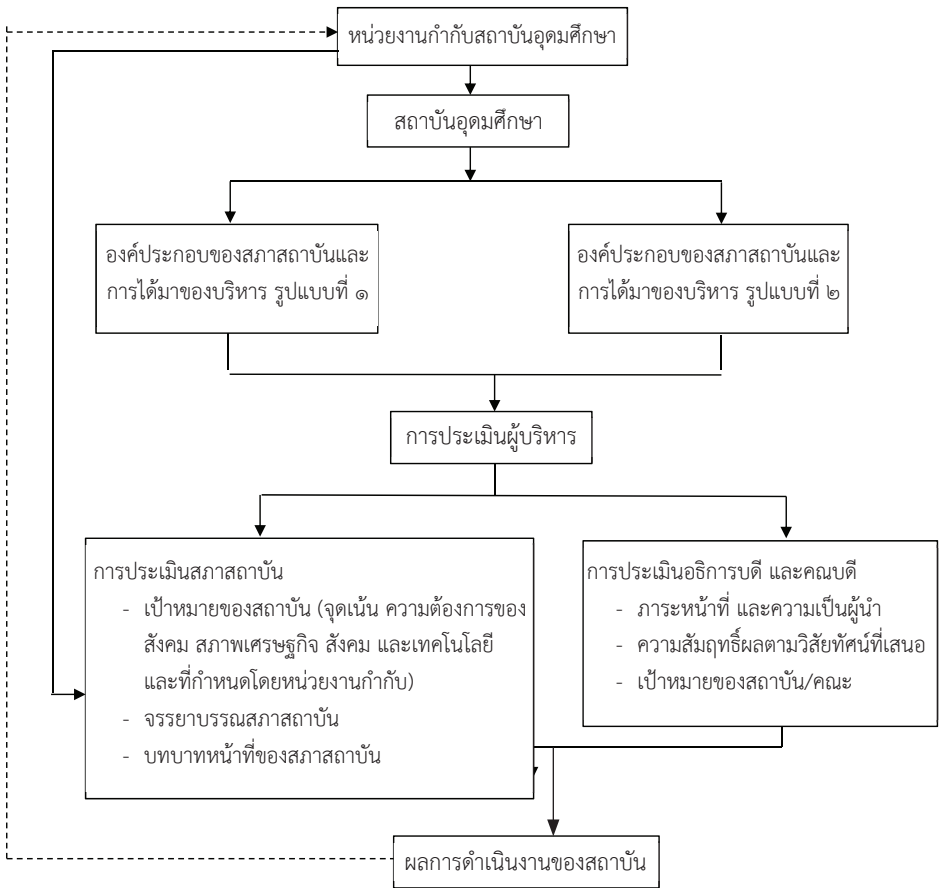 หน่วยงานกำกับสถาบันอุดมศึกษา
สถาบันอุดมศึกษา
องค์ประกอบของสภาสถาบันและ
การได้มาของบริหาร รูปแบบที่ ๑
องค์ประกอบของสภาสถาบันและ
การได้มาของบริหาร รูปแบบที่ ๒
การประเมินผู้บริหาร
การประเมินสภาสถาบัน
- เป้าหมายของสถาบัน (จุดเน้น ความต้องการของ
สังคม สภาพเศรษฐกิจ สังคม และเทคโนโลยี
และที่กำหนดโดยหน่วยงานกำกับ)
- จรรยาบรรณสภาสถาบัน
- บทบาทหน้าที่ของสภาสถาบัน
การประเมินอธิการบดี และคณบดี
- ภาระหน้าที่ และความเป็นผู้นำ
- ความสัมฤทธิ์ผลตามวิสัยทัศน์ที่เสนอ
- เป้าหมายของสถาบัน/คณะ
ผลการดำเนินงานของสถาบัน